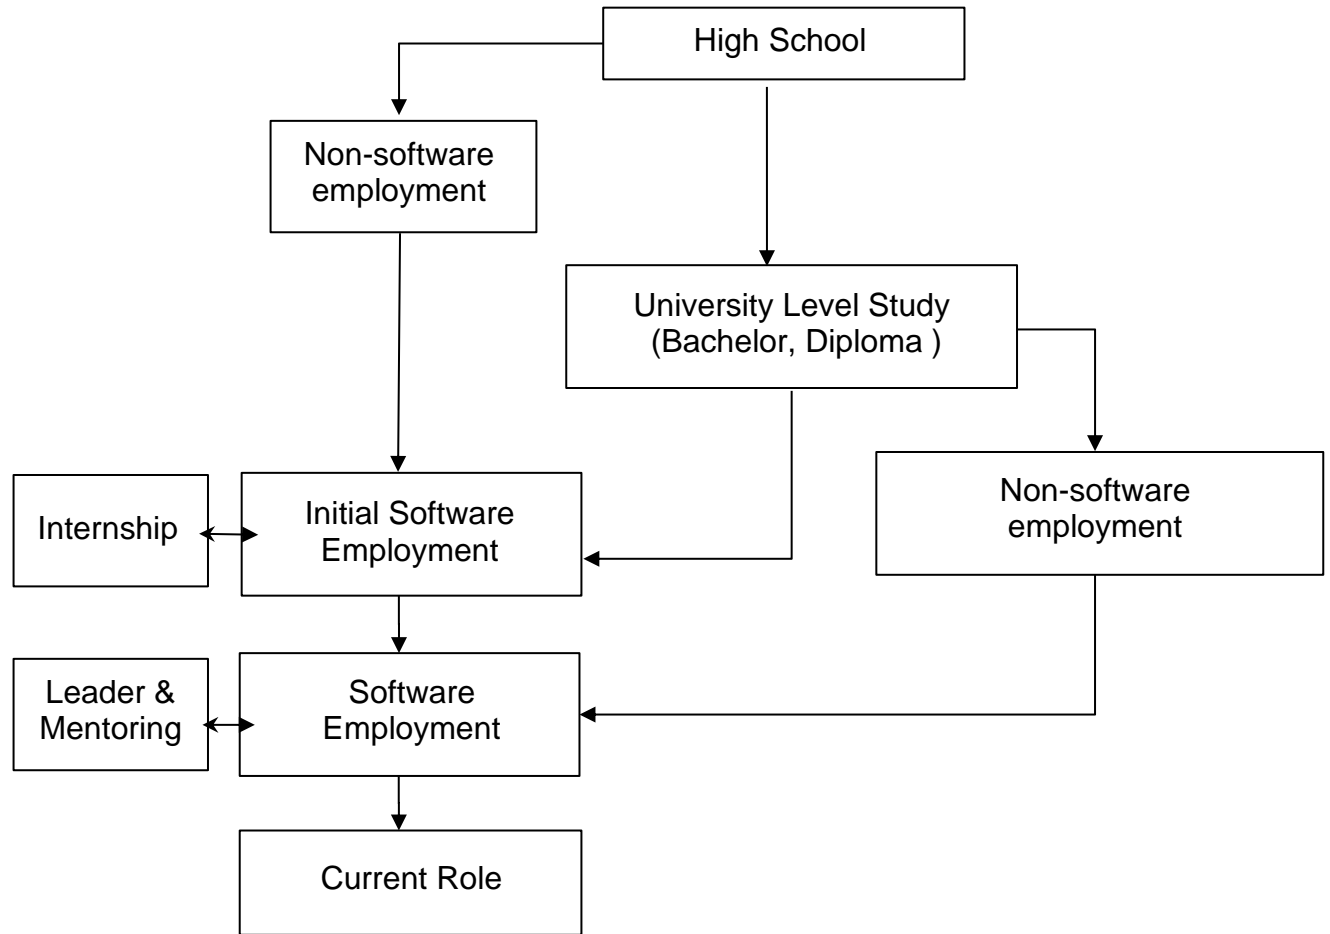 High School
Non-software
employment
University Level Study
(Bachelor, Diploma )
Non-software
employment
Internship
Initial Software
Employment
Leader &
Mentoring
Software
Employment
Current Role